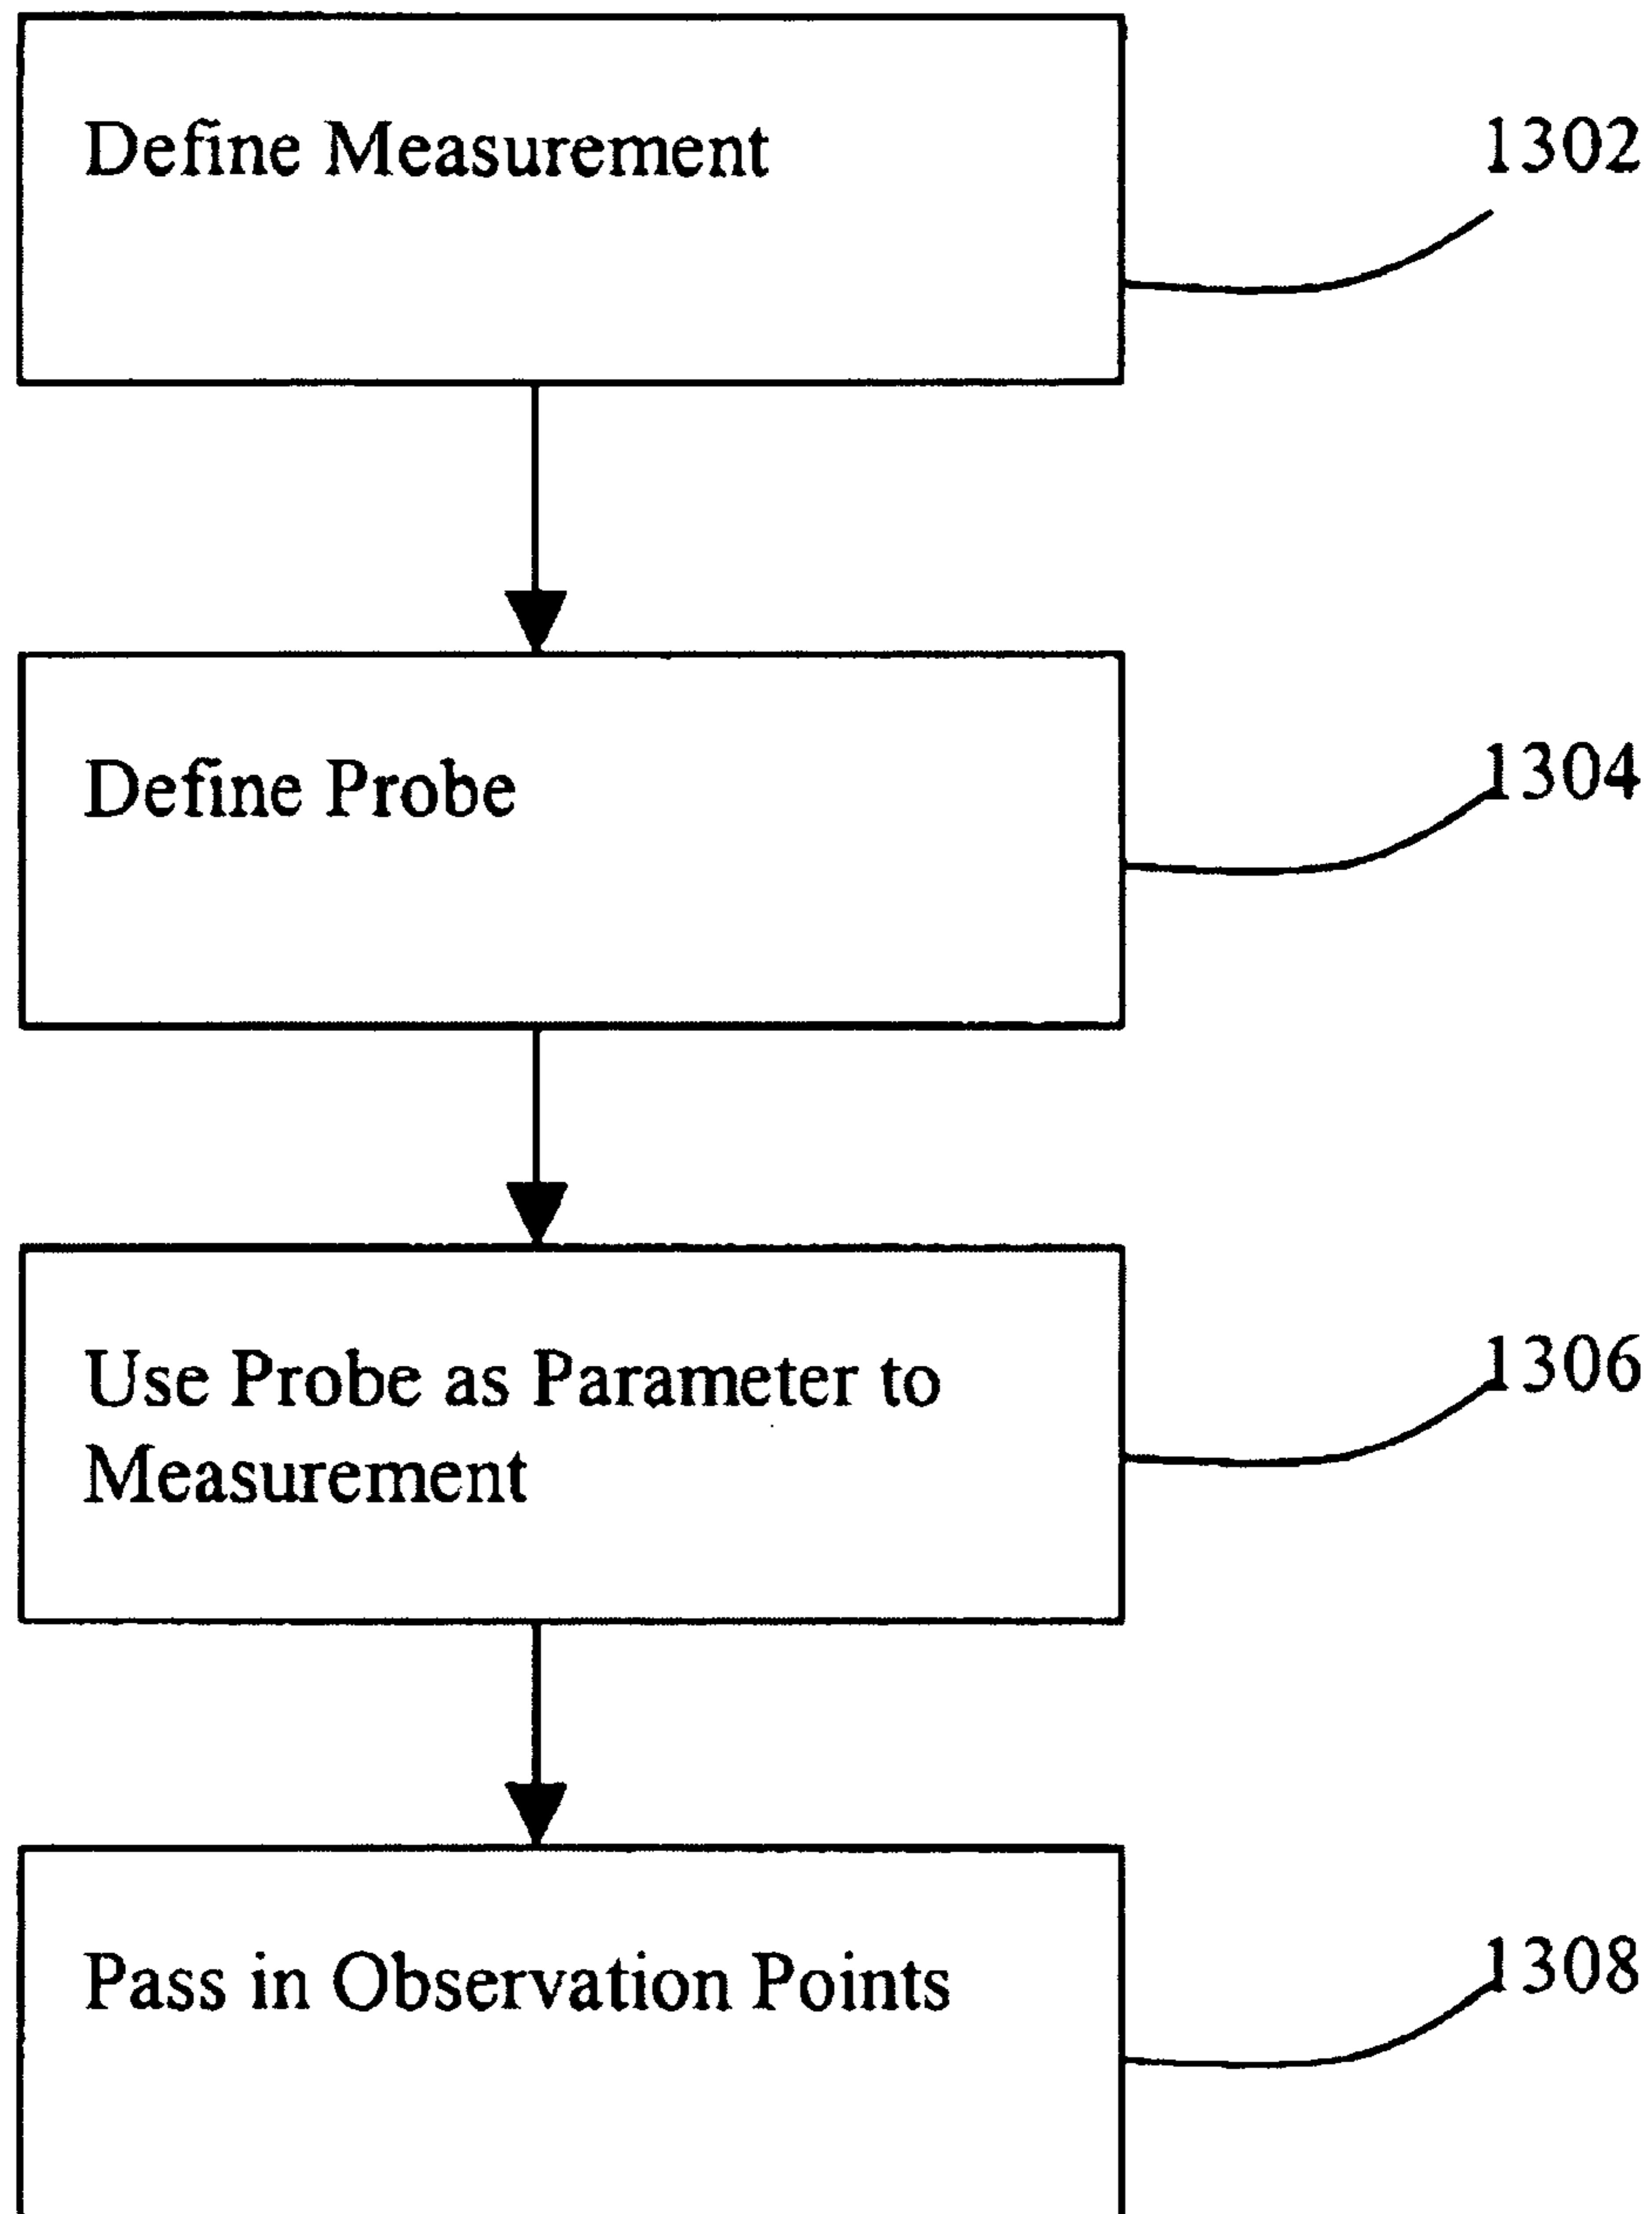 Define Measurement
1302
Define Probe
1304
Use Probe as Parameter to
Measurement
1306
Pass in Observation Points
1308